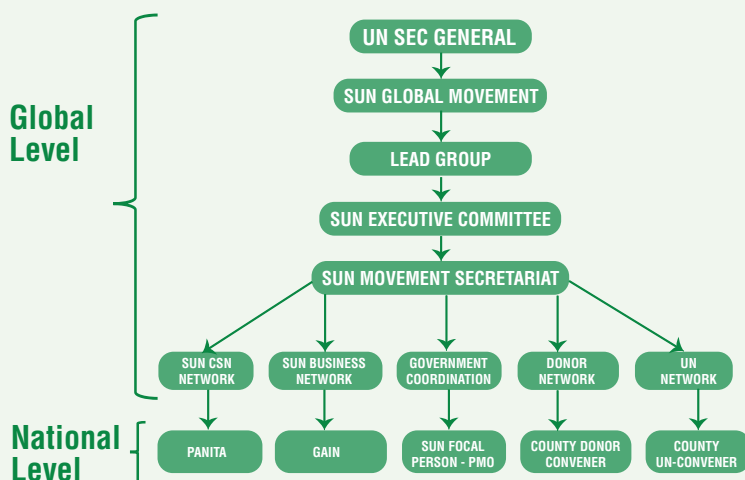 UN SEC GENERAL
SUN GLOBAL MOVEMENT
Global
Level
LEAD GROUP
SUN EXECUTIVE COMMITTEE
SUN MOVEMENT SECRETARIAT
SUN CSN
NETWORK
SUN BUSINESS
NETWORK
GOVERNMENT
COORDINATION
DONOR
NETWORK
UN
NETWORK
National
Level
PANITA
GAIN
SUN FOCAL
PERSON - PMO
COUNTY DONOR
CONVENER
COUNTY
UN-CONVENER